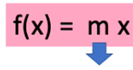 f(x) = m x